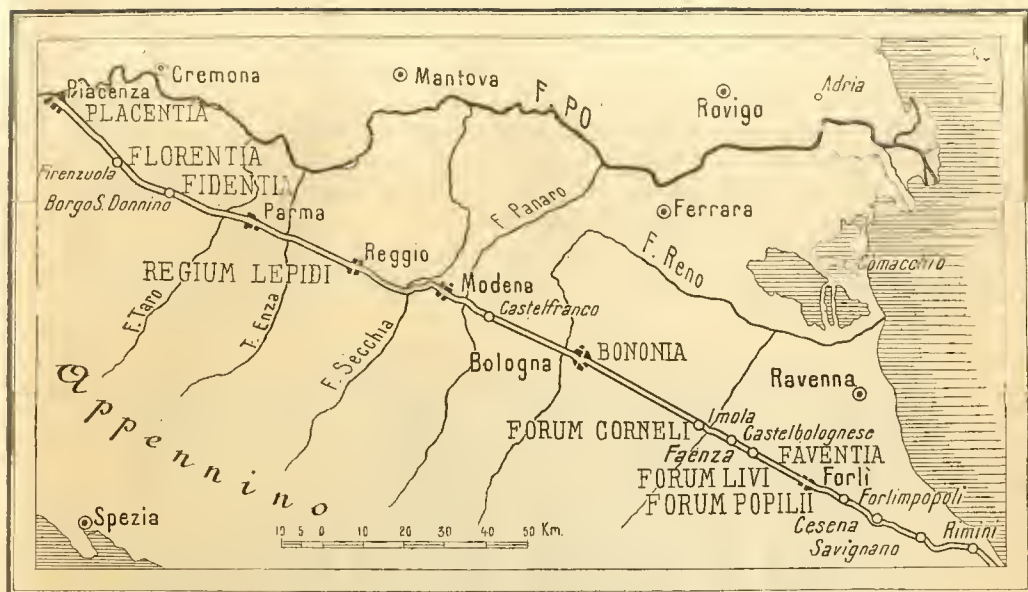 Cremona
Mantova
Adria
Rovigo
F. PO
Piacenza
PLACENTIA
FLORENTIA
Firenzuola
FIDENTIA
Borgo S. Donnino
Parma
F. Panaro
Ferrara
Reggio
F. Reno
REGIUM LEPIDI
Comacchio
Modena
Castelfranco
F. Taro
T. Enza
F. Secchia
Bologna
BONONIA
Ravenna
Appennino
Imola
FORUM CORNELI
Castelbolognese
Faenza
FAVENTIA
FORUM LIVI
Forlì
FORUM POPILII
Forlimpopoli
Spezia
Cesena
Rimini
Savignano
10 5 0 10 20 30 40 50 Km.